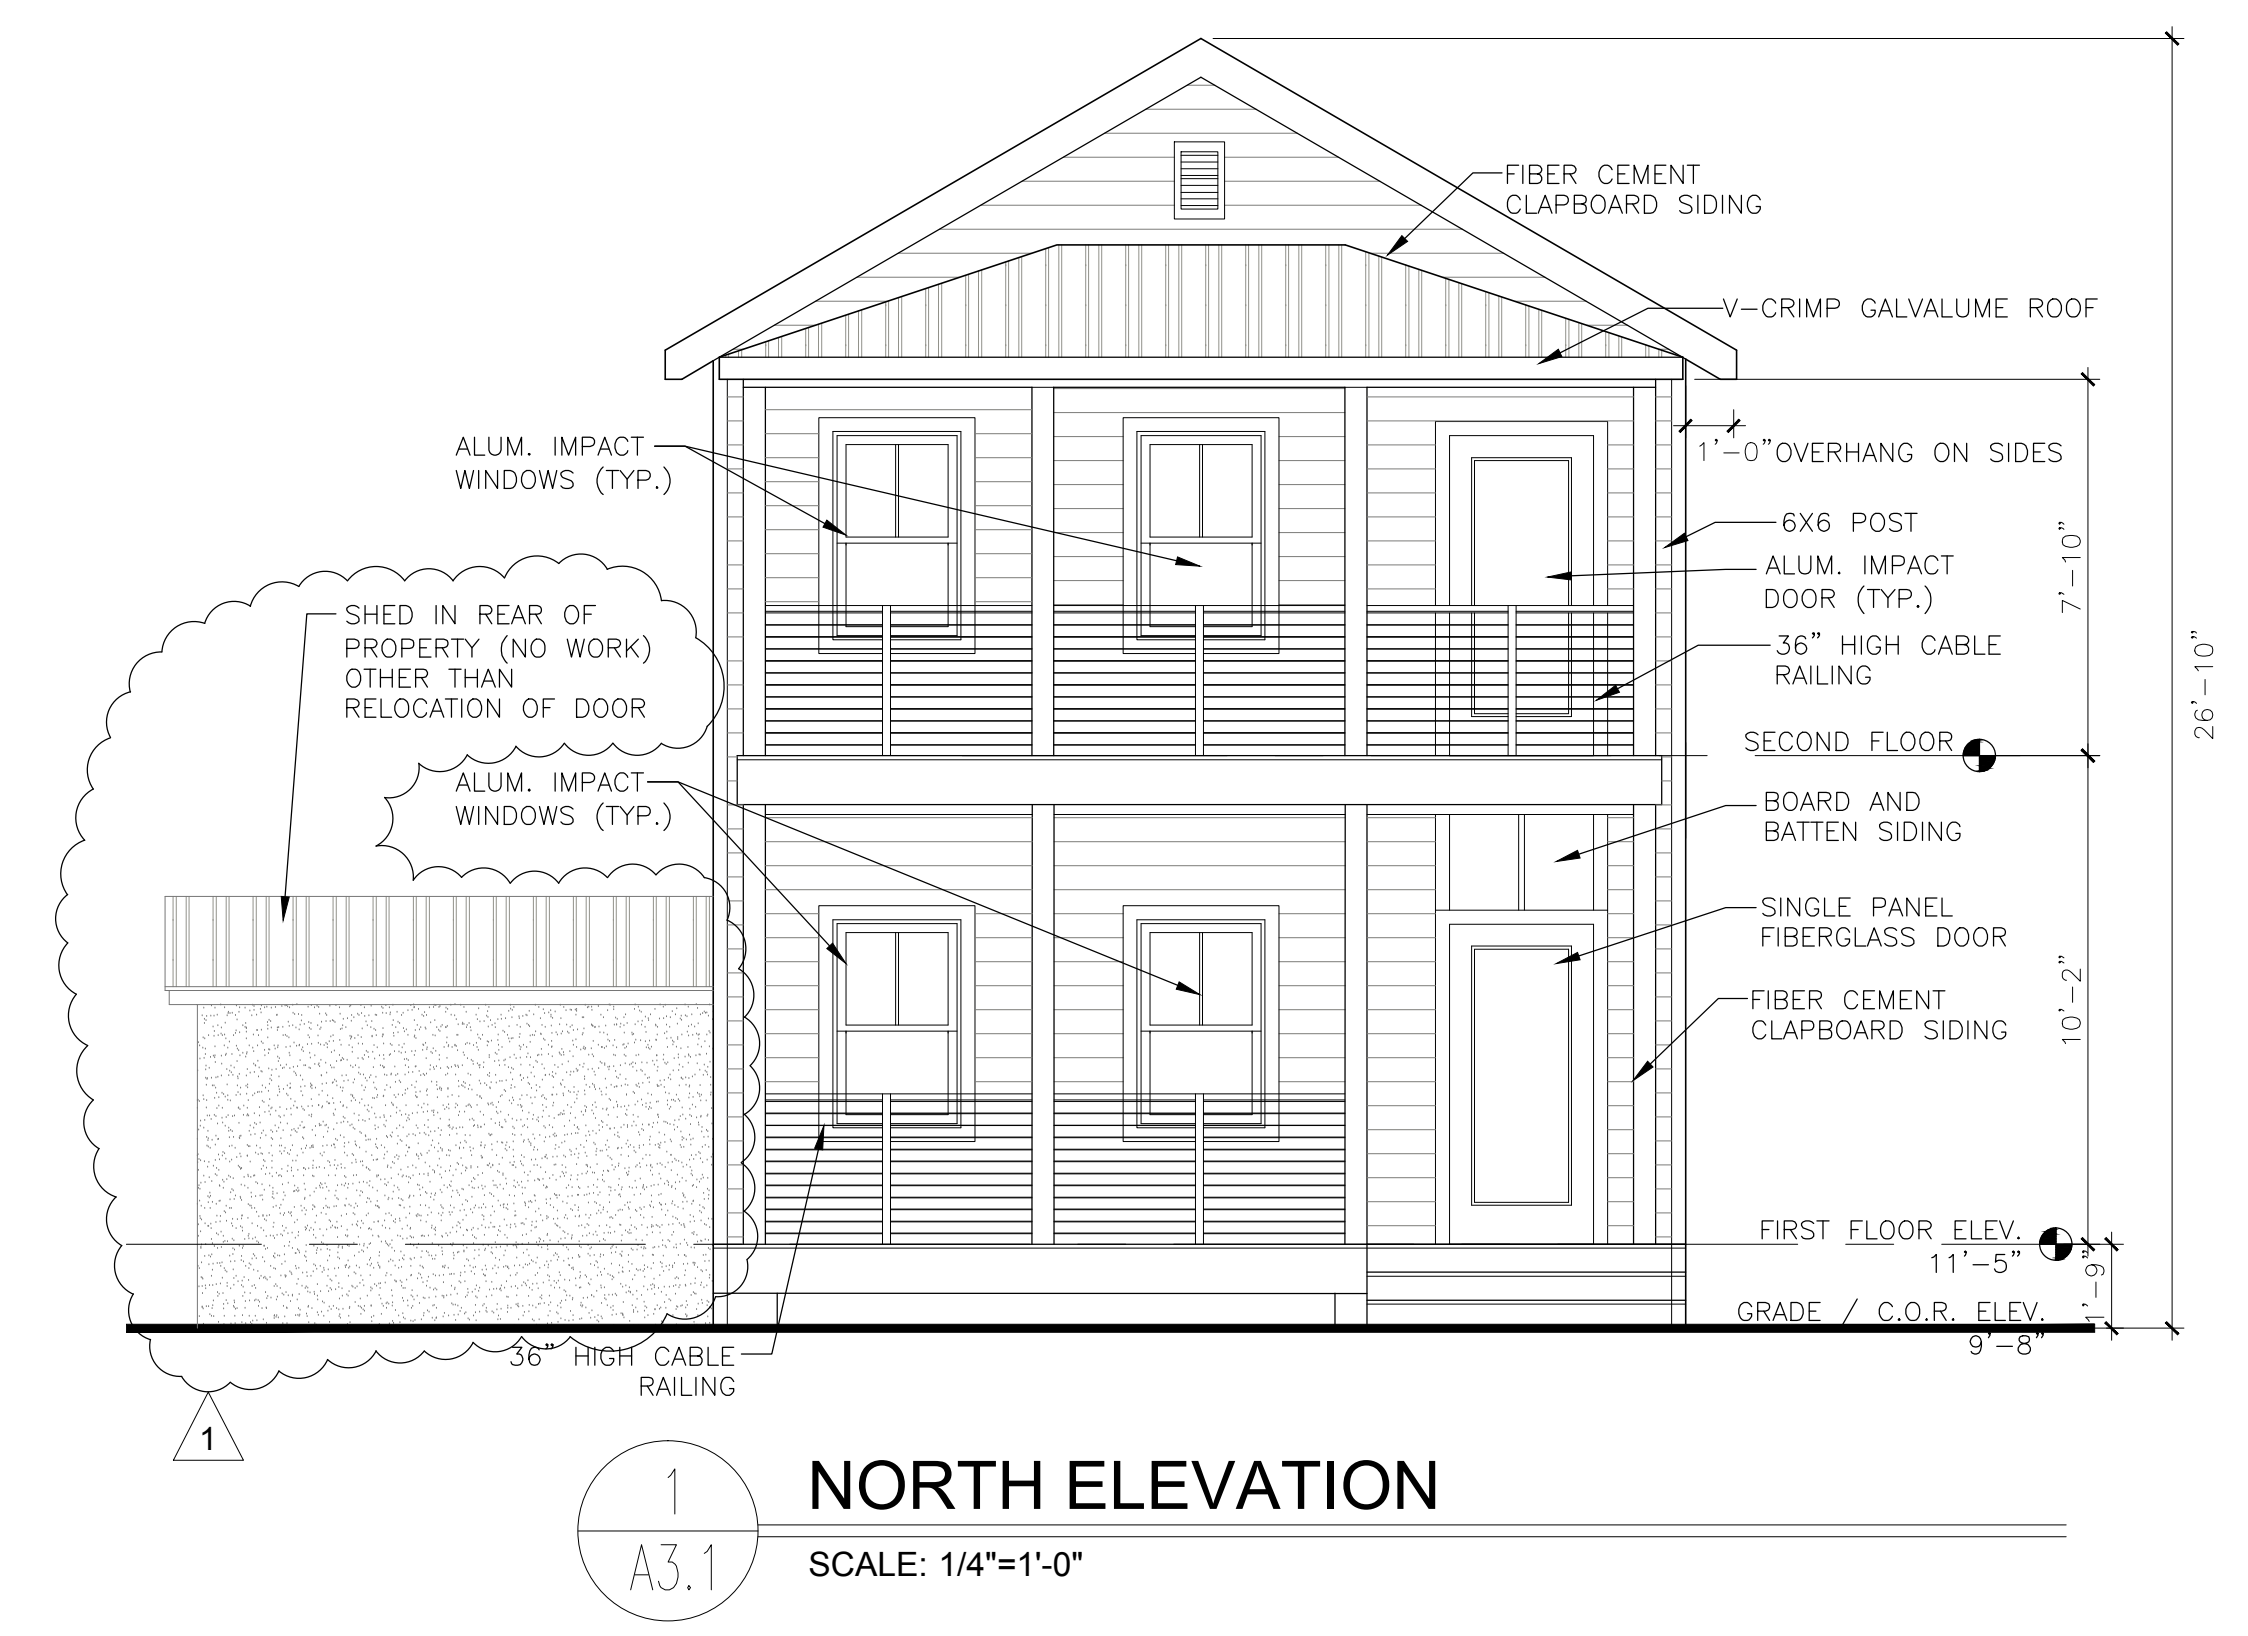 FIBER CEMENT
CLAPBOARD SIDING
V-CRIMP GALVALUME ROOF
ALUM. IMPACT
WINDOWS (TYP.)
1'-0"OVERHANG ON SIDES
6X6 POST
ALUM. IMPACT
DOOR (TYP.)
7'-10"
SHED IN REAR OF
PROPERTY (NO WORK)
OTHER THAN
RELOCATION OF DOOR
36" HIGH CABLE
RAILING
26'-10"
SECOND FLOOR
ALUM. IMPACT
WINDOWS (TYP.)
BOARD AND
BATTEN SIDING
SINGLE PANEL
FIBERGLASS DOOR
10'-2"
FIBER CEMENT
CLAPBOARD SIDING
FIRST FLOOR ELEV.
11'-5"
1'-9"
GRADE / C.O.R. ELEV.
9'-8"
36" HIGH CABLE
RAILING
1
1
A3.1
NORTH ELEVATION
SCALE: 1/4"=1'-0"